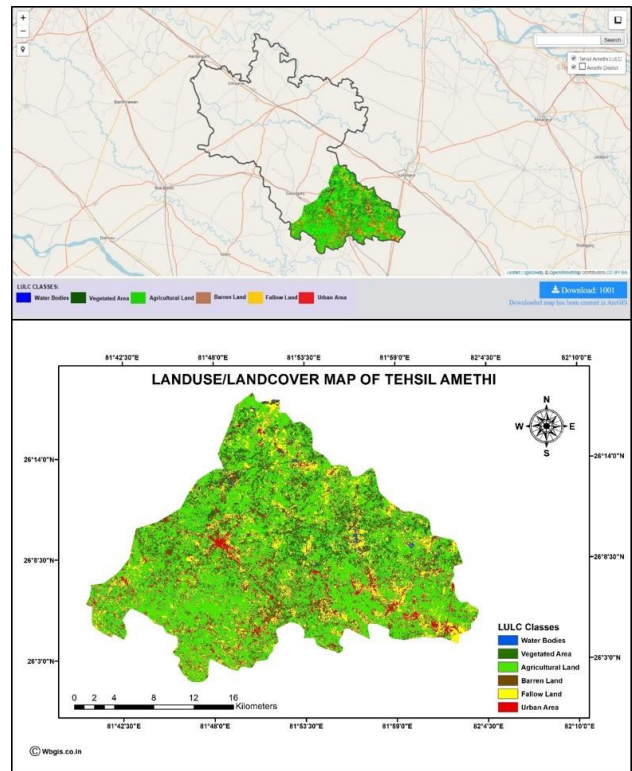 +
−
Search
Tehsil Amethi LULC
Amethi District
LULC CLASSES:
Water Bodies
Vegetated Area
Agricultural Land
Barren Land
Fallow Land
Urban Area
Download: 1001
Downloaded map has been created in ArcGIS
81°42'30"E 81°48'0"E 81°53'30"E 81°59'0"E 82°4'30"E 82°10'0"E
LANDUSE/LANDCOVER MAP OF TEHSIL AMETHI
N
W E
S
26°14'0"N 26°14'0"N
26°8'30"N 26°8'30"N
26°3'0"N 26°3'0"N
LULC Classes
Water Bodies
Vegetated Area
Agricultural Land
Barren Land
Fallow Land
Urban Area
0 2 4 8 12 16
Kilometers
81°42'30"E 81°48'0"E 81°53'30"E 81°59'0"E 82°4'30"E 82°10'0"E
© Wbgis.co.in